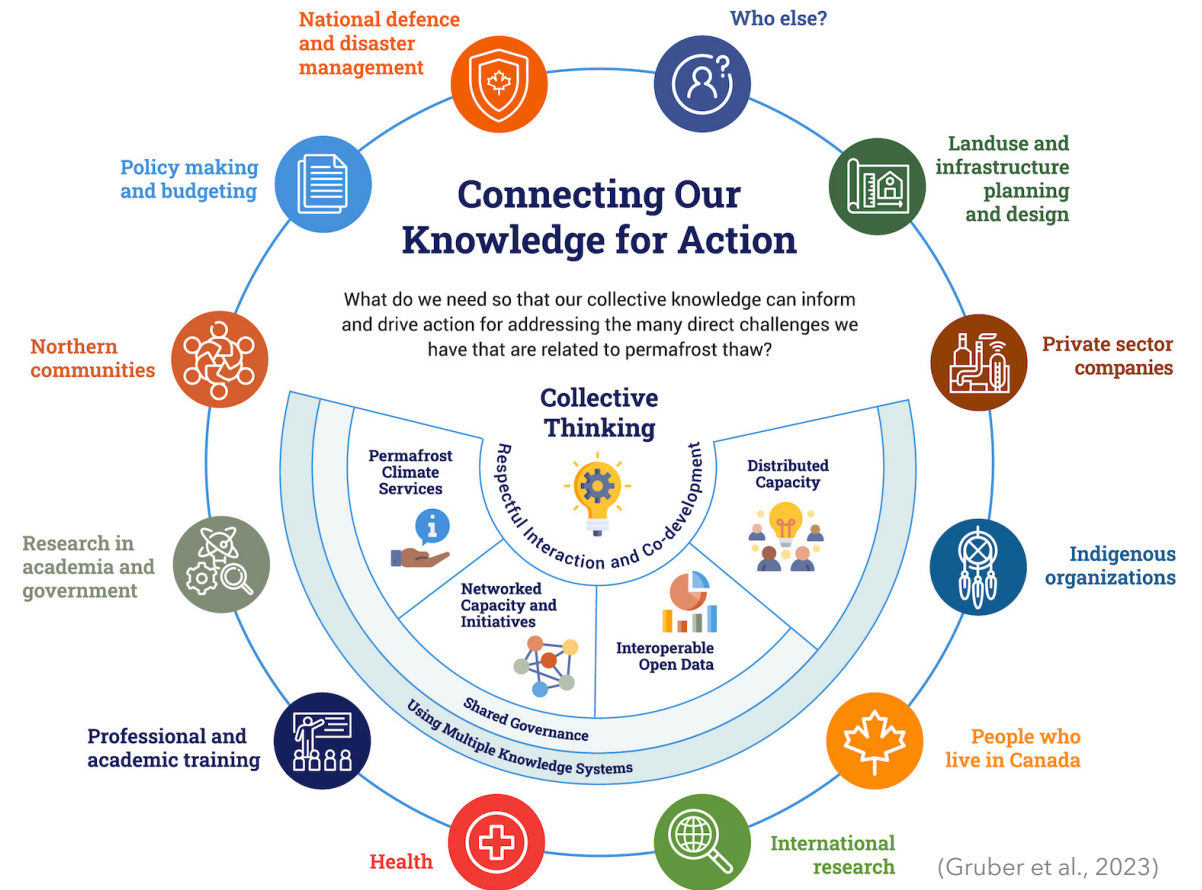 National defence
and disaster
management
Who else?
Policy making
and budgeting
Landuse and
infrastructure
planning
and design
Connecting Our
Knowledge for Action
What do we need so that our collective knowledge can inform
and drive action for addressing the many direct challenges we
have that are related to permafrost thaw?
Northern
communities
Private sector
companies
Collective
Thinking
Respectful Interaction and Co-development
Permafrost
Climate
Services
Distributed
Capacity
Networked
Capacity and
Initiatives
Interoperable
Open Data
Shared Governance
Using Multiple Knowledge Systems
Research in
academia and
government
Indigenous
organizations
Professional and
academic training
People who
live in Canada
Health
International
research
(Gruber et al., 2023)